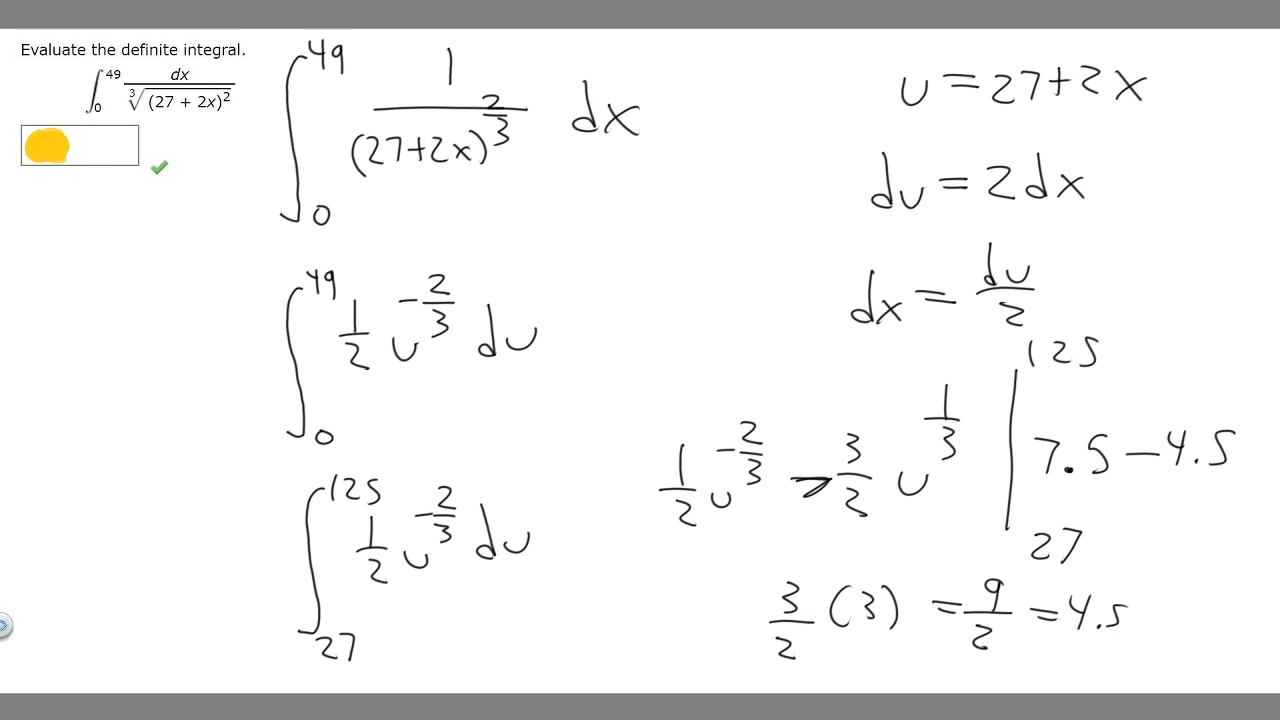 Evaluate the definite integral.
∫₀⁴⁹ dx / ∛(27 + 2x)²
∫₀⁴⁹ 1 / (27+2x)^(2/3) dx
∫₀⁴⁹ 1/2 u^(-2/3) du
∫₂₇¹²⁵ 1/2 u^(-2/3) du
u = 27+2x
du = 2dx
dx = du/2
1/2 u^(-2/3) → 3/2 u^(1/3) |₂₇¹²⁵ 7.5 – 4.5
3/2 (3) = 9/2 = 4.5